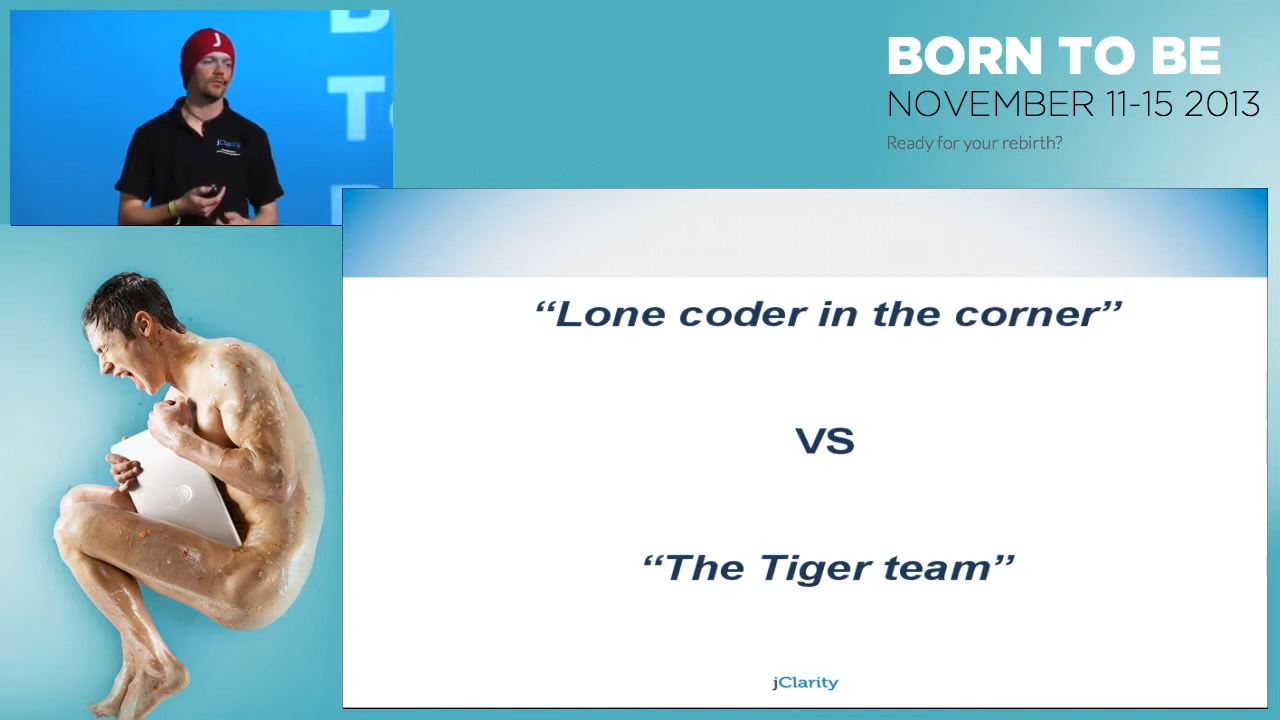 J
jClarity
BORN TO BE
NOVEMBER 11-15 2013
Ready for your rebirth?
“Lone coder in the corner”
VS
“The Tiger team”
jClarity